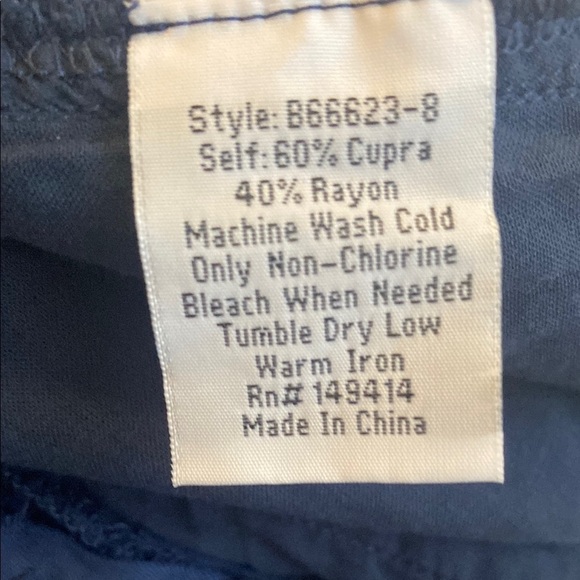 Style: B66623-8
Self:60% Cupra
40% Rayon
Machine Wash Cold
Only Non-Chlorine
Bleach When Needed
Tumble Dry Low
Warm Iron
Rn# 149414
Made In China